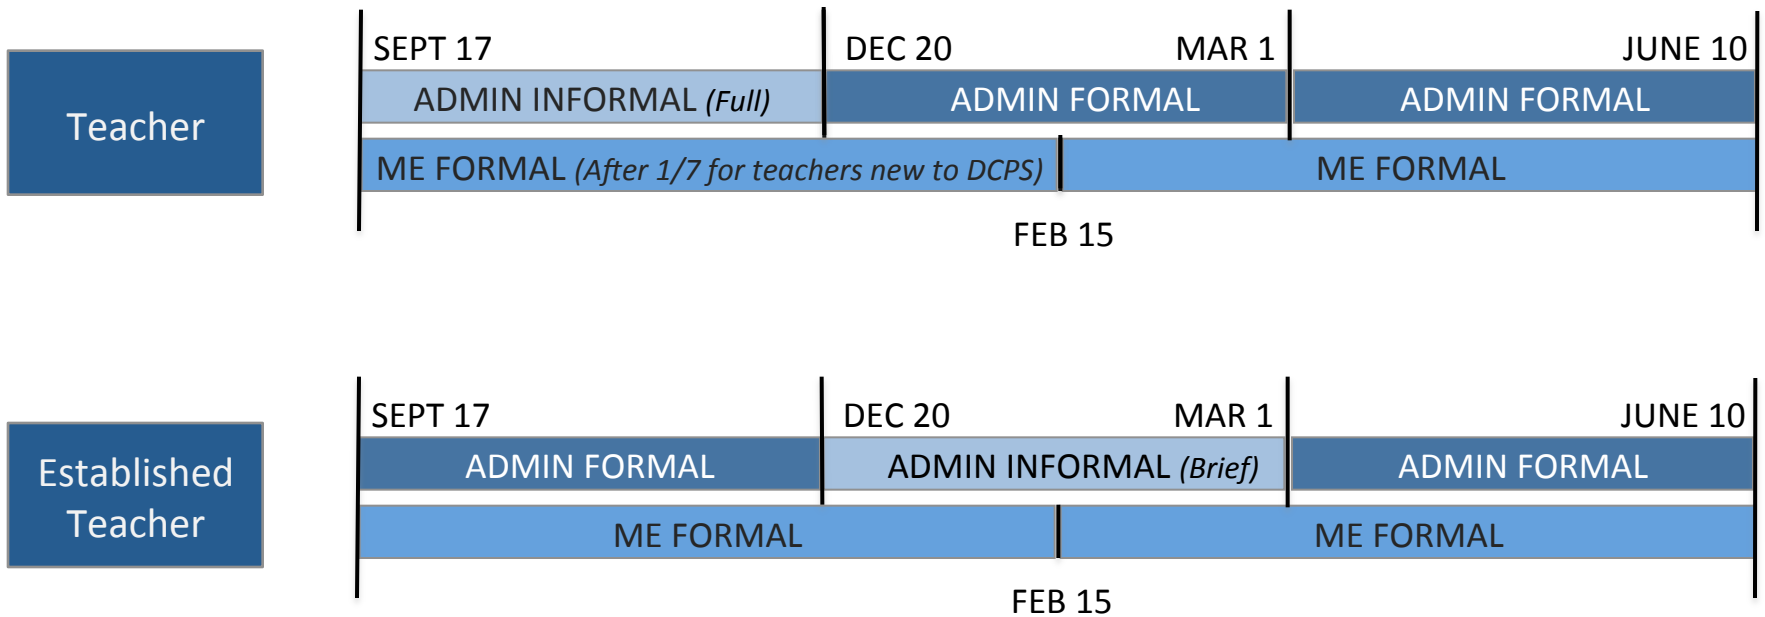 Teacher
SEPT 17
DEC 20
MAR 1
JUNE 10
ADMIN INFORMAL (Full)
ADMIN FORMAL
ADMIN FORMAL
ME FORMAL (After 1/7 for teachers new to DCPS)
ME FORMAL
FEB 15
Established
Teacher
SEPT 17
DEC 20
MAR 1
JUNE 10
ADMIN FORMAL
ADMIN INFORMAL (Brief)
ADMIN FORMAL
ME FORMAL
ME FORMAL
FEB 15